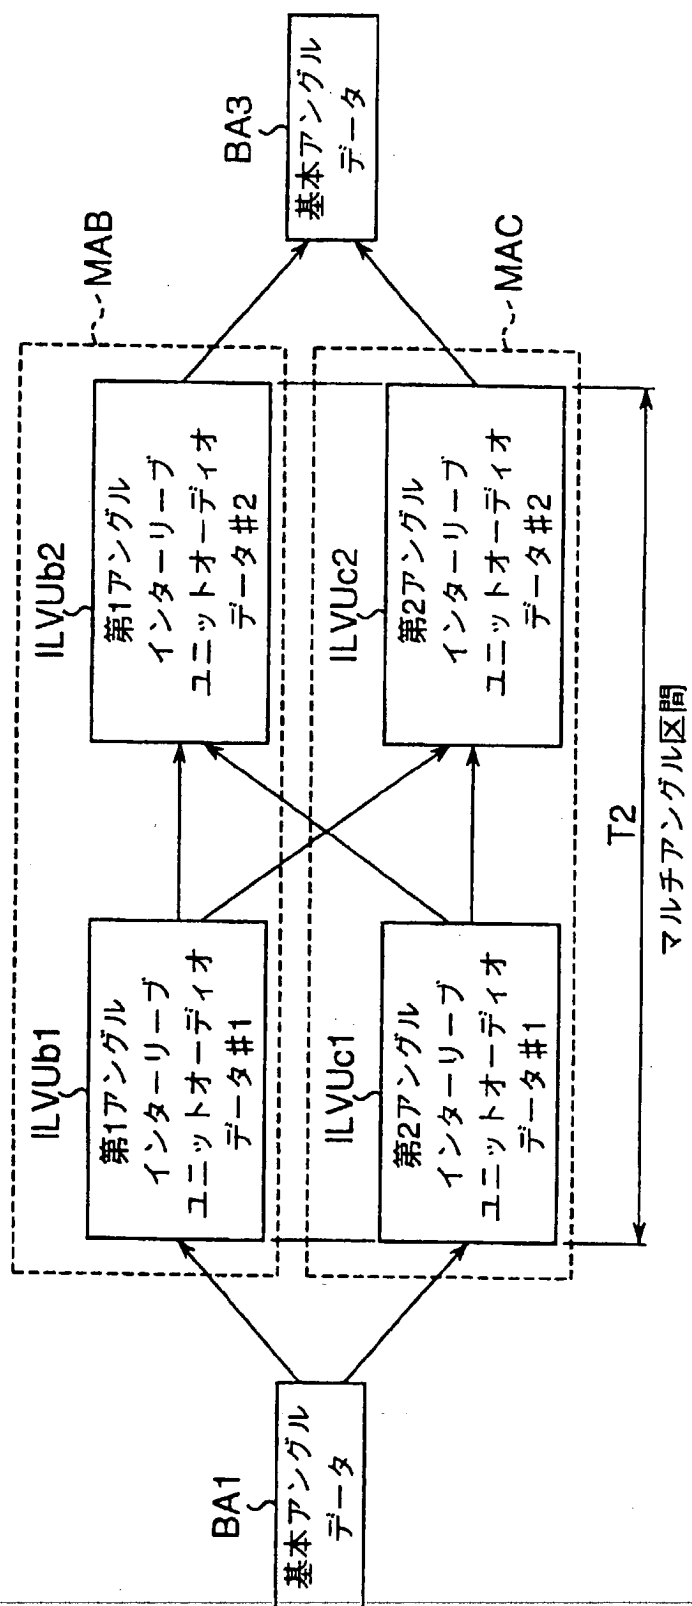 BA1
基本アングル
データ
ILVUb1
第1アングル
インターリーブ
ユニットオーディオ
データ#1
ILVUb2
第1アングル
インターリーブ
ユニットオーディオ
データ#2
MAB
ILVUc1
第2アングル
インターリーブ
ユニットオーディオ
データ#1
ILVUc2
第2アングル
インターリーブ
ユニットオーディオ
データ#2
MAC
BA3
基本アングル
データ
T2
マルチアングル区間